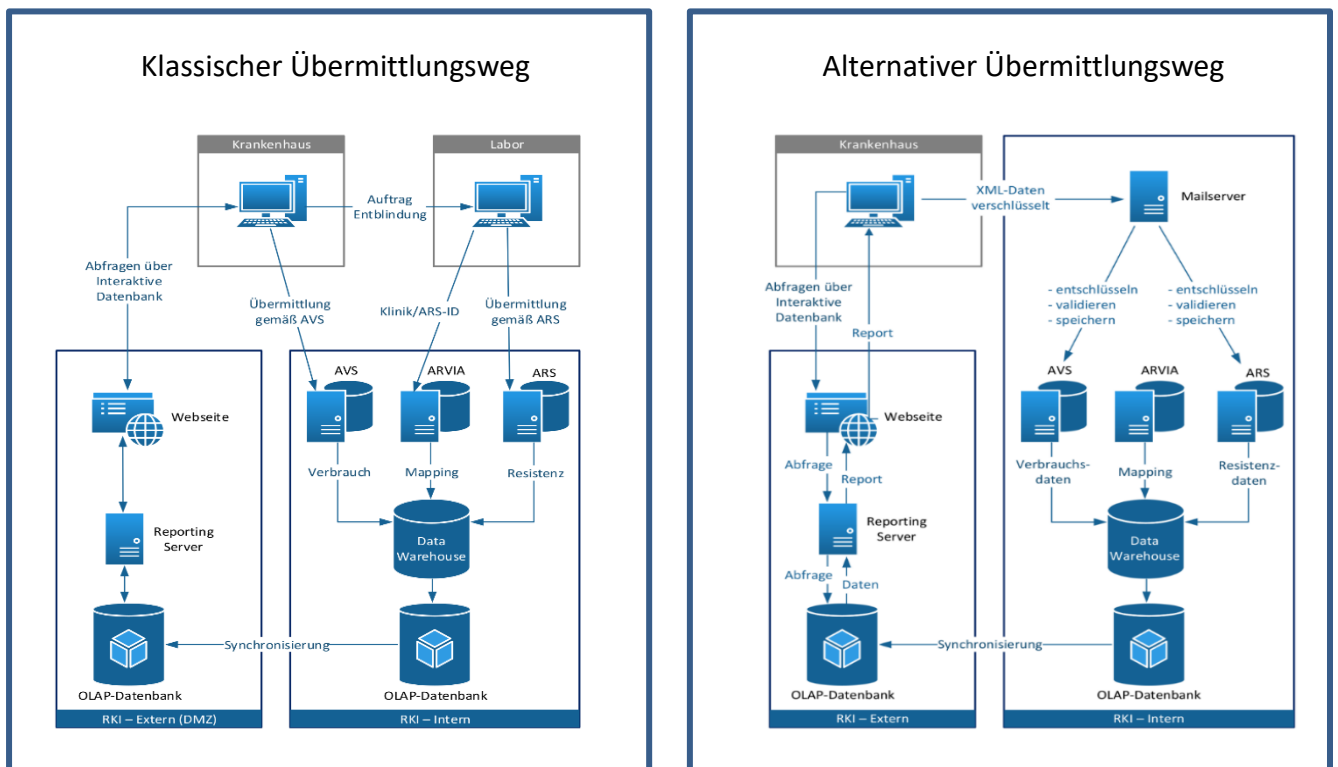 Klassischer Übermittlungsweg
Krankenhaus
Labor
Auftrag
Entblindung
Abfragen über
Interaktive
Datenbank
Übermittlung
gemäß AVS
Klinik/ARS-ID
Übermittlung
gemäß ARS
AVS
ARVIA
ARS
Webseite
Verbrauch
Mapping
Resistenz
Reporting
Server
Data
Warehouse
Synchronisierung
OLAP-Datenbank
OLAP-Datenbank
RKI – Extern (DMZ)
RKI – Intern
Alternativer Übermittlungsweg
Krankenhaus
XML-Daten
verschlüsselt
Mailserver
Abfragen über
Interaktive
Datenbank
Report
- entschlüsseln
- validieren
- speichern
- entschlüsseln
- validieren
- speichern
AVS
ARVIA
ARS
Webseite
Abfrage
Report
Verbrauchs-
daten
Mapping
Resistenz-
daten
Reporting
Server
Data
Warehouse
Abfrage
Daten
Synchronisierung
OLAP-Datenbank
OLAP-Datenbank
RKI – Extern
RKI – Intern